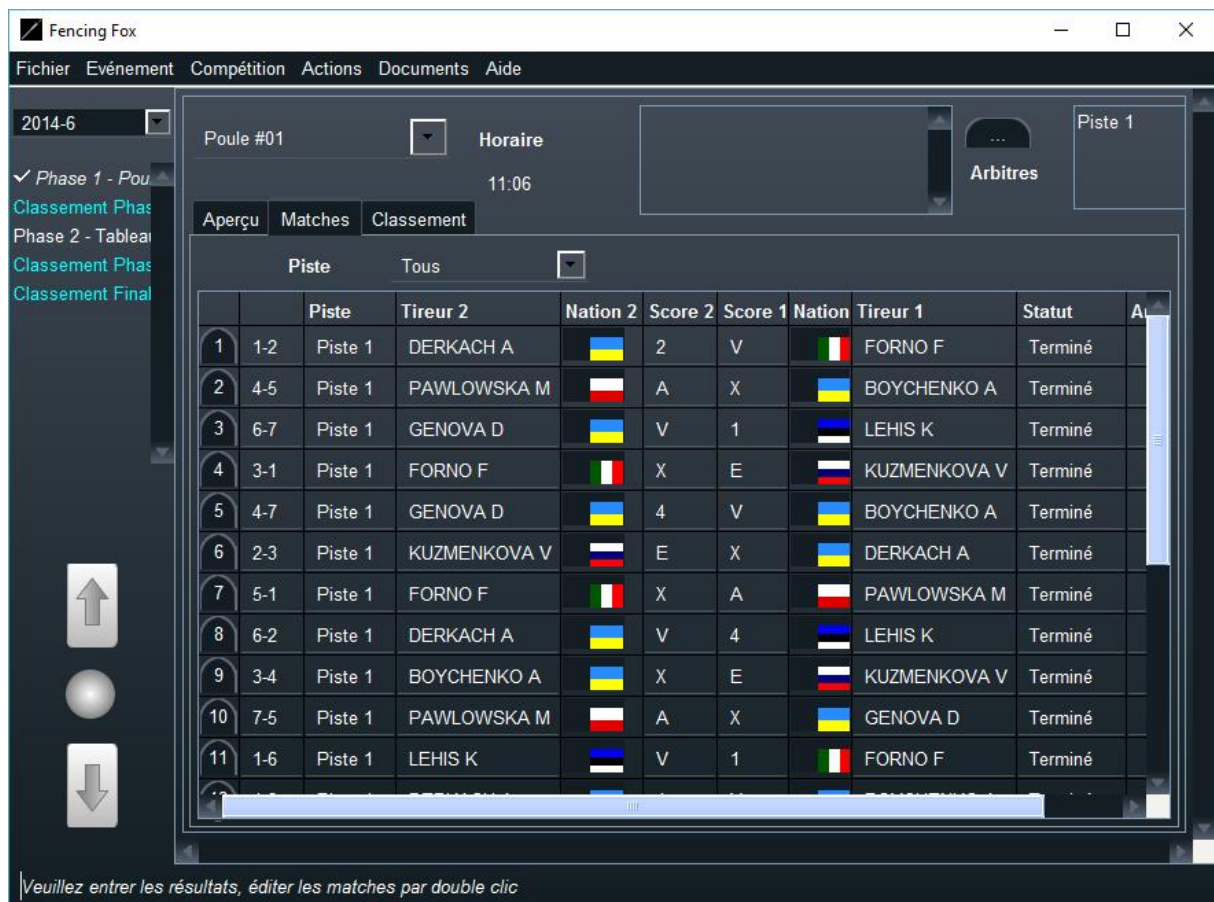 Fencing Fox
Fichier Evénement Compétition Actions Documents Aide
2014-6
✓ Phase 1 - Pou
Classement Phas
Phase 2 - Tableau
Classement Phas
Classement Final
Poule #01 Horaire ... Piste 1
11:06 Arbitres
Aperçu Matches Classement
Piste Tous
Piste Tireur 2 Nation 2 Score 2 Score 1 Nation Tireur 1 Statut
1 1-2 Piste 1 DERKACH A 2 V FORNO F Terminé
2 4-5 Piste 1 PAWLOWSKA M A X BOYCHENKO A Terminé
3 6-7 Piste 1 GENOVA D V 1 LEHIS K Terminé
4 3-1 Piste 1 FORNO F X E KUZMENKOVA V Terminé
5 4-7 Piste 1 GENOVA D 4 V BOYCHENKO A Terminé
6 2-3 Piste 1 KUZMENKOVA V E X DERKACH A Terminé
7 5-1 Piste 1 FORNO F X A PAWLOWSKA M Terminé
8 6-2 Piste 1 DERKACH A V 4 LEHIS K Terminé
9 3-4 Piste 1 BOYCHENKO A X E KUZMENKOVA V Terminé
10 7-5 Piste 1 PAWLOWSKA M A X GENOVA D Terminé
11 1-6 Piste 1 LEHIS K V 1 FORNO F Terminé
Veuillez entrer les résultats, éditer les matches par double clic